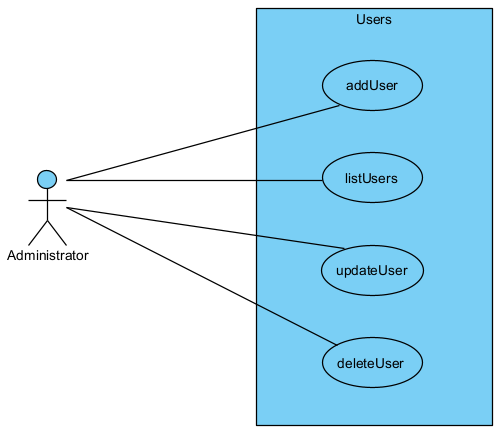 Users
addUser
listUsers
Administrator
updateUser
deleteUser